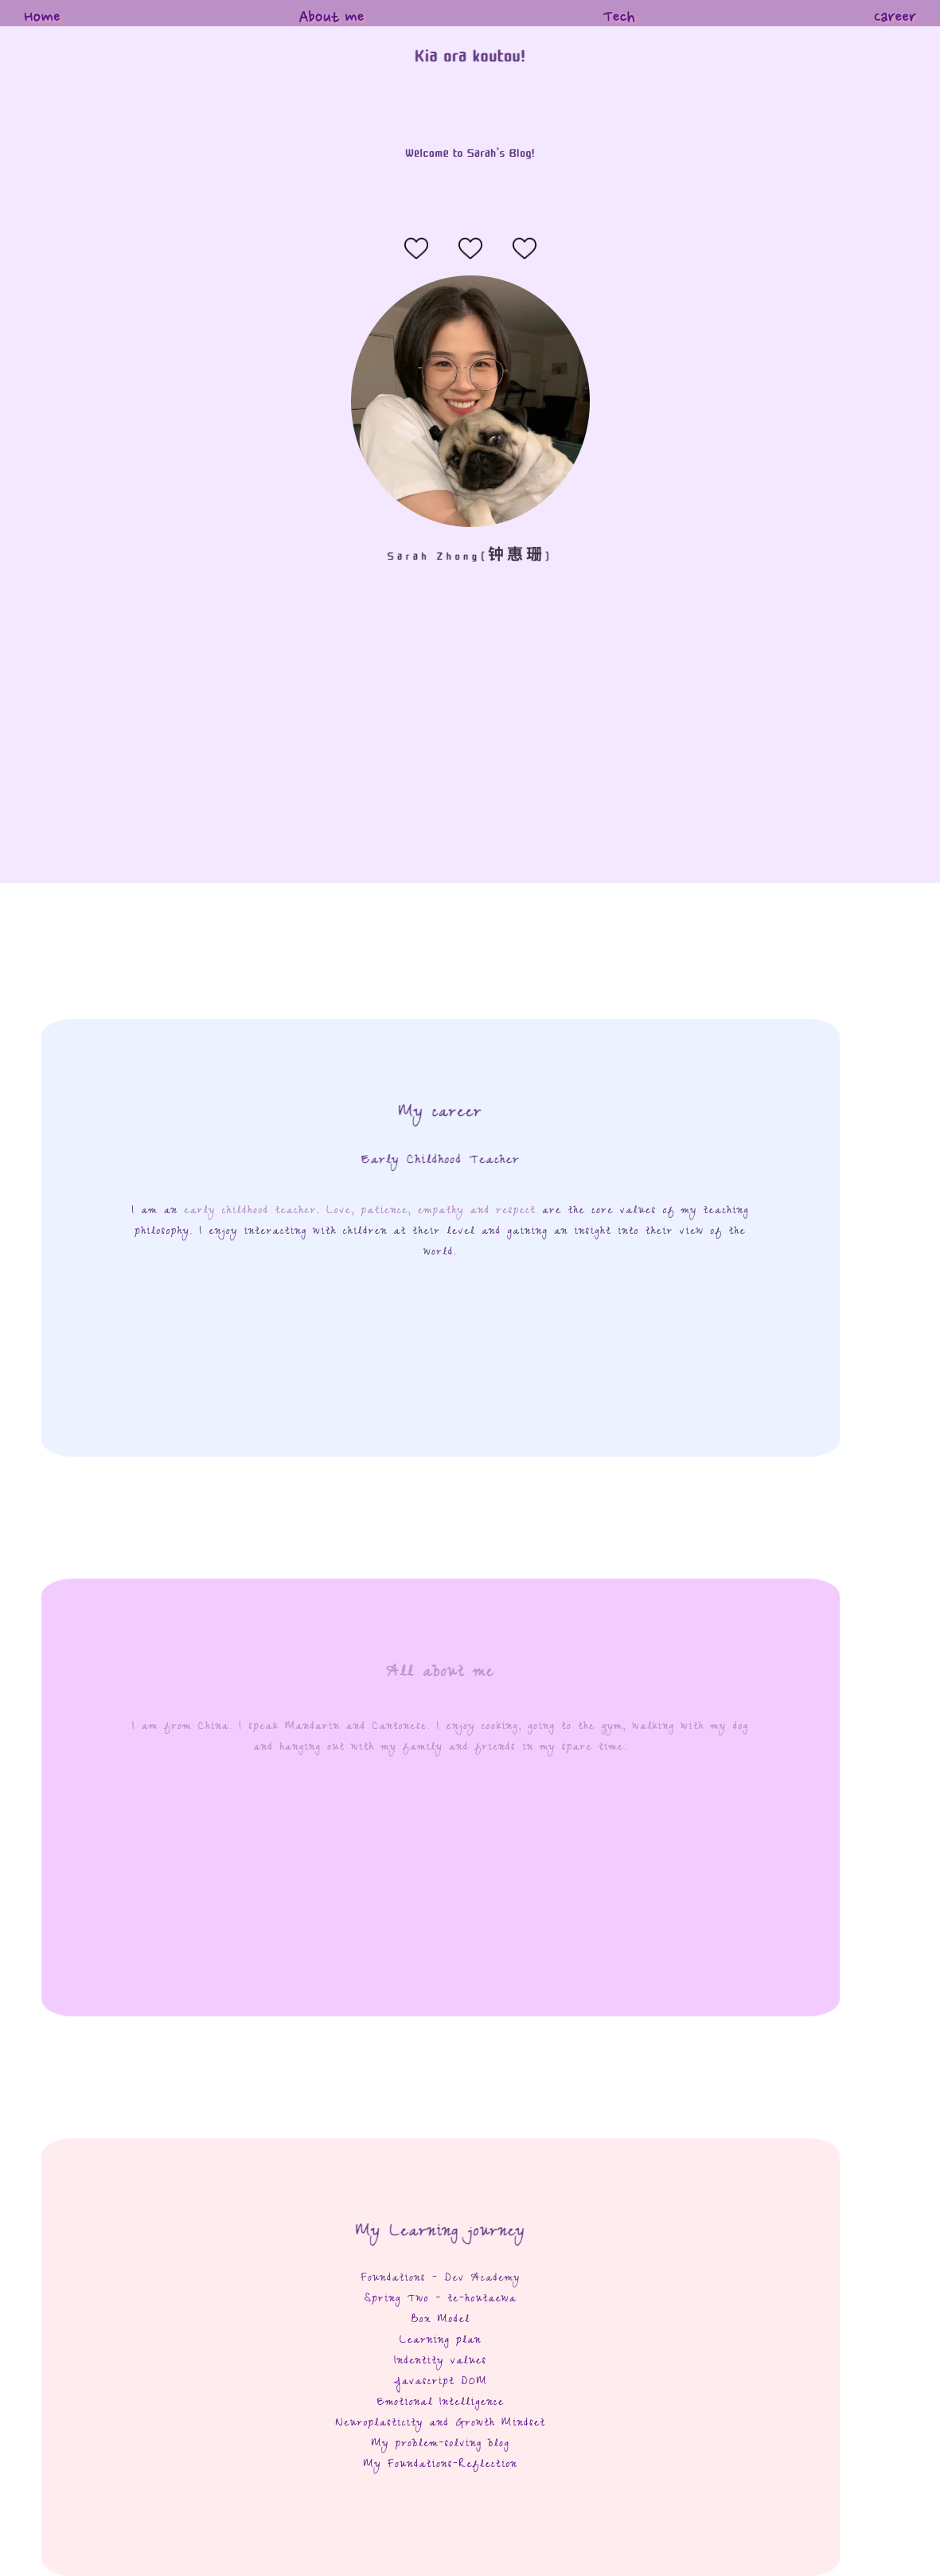 Home About me Tech career
Kia ora koutou!
Welcome to Sarah's Blog!
Sarah Zhong(钟惠珊)
My career
Early Childhood Teacher
I am an early childhood teacher. Love, patience, empathy and respect are the core values of my teaching
philosophy. I enjoy interacting with children at their level and gaining an insight into their view of the
world.
All about me
I am from China. I speak Mandarin and Cantonese. I enjoy cooking, going to the gym, walking with my dog
and hanging out with my family and friends in my spare time.
My Learning journey
Foundations - Dev Academy
Spring Two - te-houtaewa
Box Model
Learning plan
Indentity values
Javascript DOM
Emotional Intelligence
Neuroplasticity and Growth Mindset
My problem-solving blog
My Foundations-Reflection